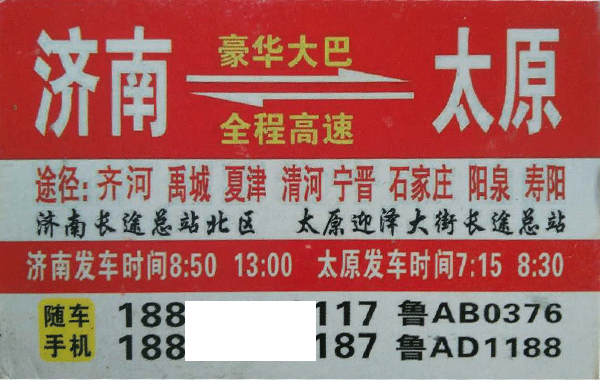 济南 豪华大巴 太原
全程高速
途径: 齐河 禹城 夏津 清河 宁晋 石家庄 阳泉 寿阳
济南长途总站北区 太原迎泽大街长途总站
济南发车时间8:50 13:00 太原发车时间7:15 8:30
随车 188 117 鲁AB0376
手机 188 187 鲁AD1188